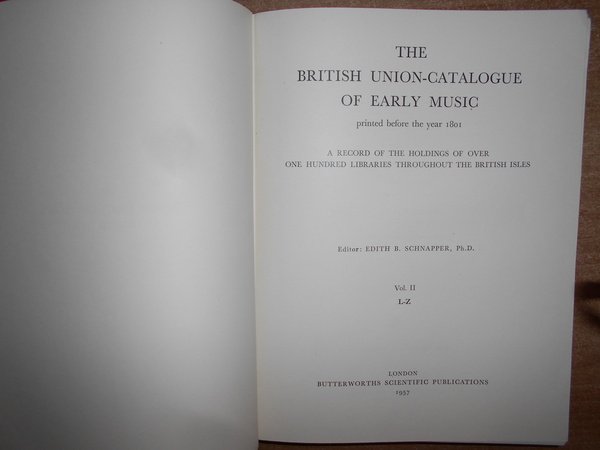 THE
BRITISH UNION-CATALOGUE
OF EARLY MUSIC
printed before the year 1801
A RECORD OF THE HOLDINGS OF OVER
ONE HUNDRED LIBRARIES THROUGHOUT THE BRITISH ISLES
Editor: EDITH B. SCHNAPPER, Ph.D.
Vol. II
L-Z
LONDON
BUTTERWORTHS SCIENTIFIC PUBLICATIONS
1957